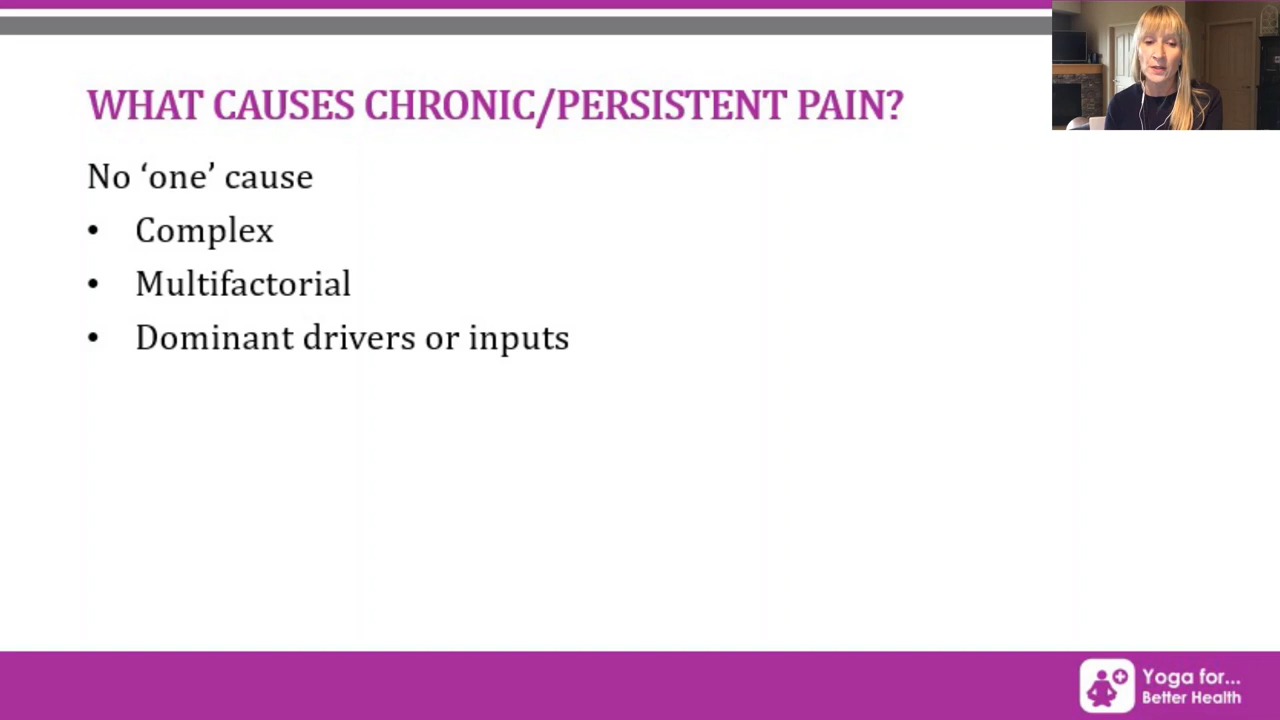 WHAT CAUSES CHRONIC/PERSISTENT PAIN?
No ‘one’ cause
• Complex
• Multifactorial
• Dominant drivers or inputs
Yoga for...
Better Health